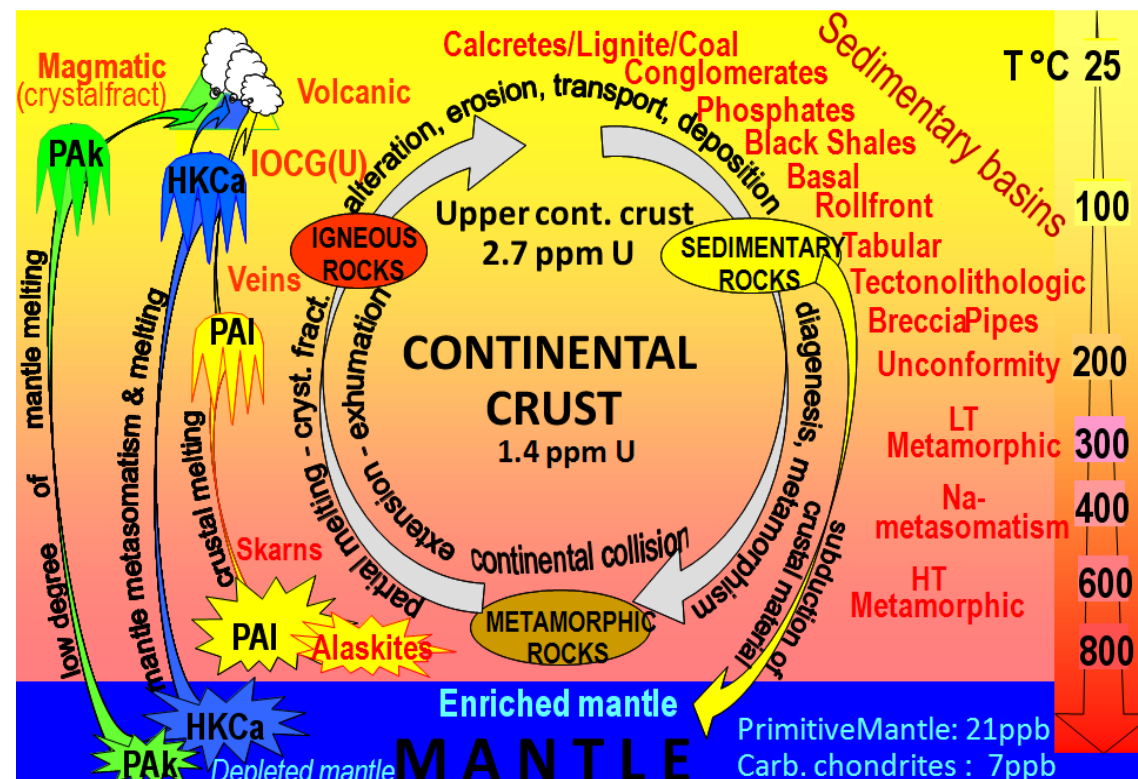 Magmatic
(crystalfract)
Volcanic
PAk
HKCa
IOCG(U)
Veins
PAl
Skarns
PAl
Alaskites
HKCa
PAk
low degree of mantle melting
mantle metasomatism & melting
crustal melting
partial melting - cryst. fract.
extension - exhumation
alteration, erosion, transport, deposition
IGNEOUS
ROCKS
Upper cont. crust
2.7 ppm U
SEDIMENTARY
ROCKS
CONTINENTAL
CRUST
1.4 ppm U
continental collision
METAMORPHIC
ROCKS
diagenesis, metamorphism
subduction of
crustal material
Calcretes/Lignite/Coal
Conglomerates
Phosphates
Black Shales
Basal
Rollfront
Tabular
Tectonolithologic
BrecciaPipes
Unconformity
LT
Metamorphic
Na-
metasomatism
HT
Metamorphic
Sedimentary basins
T °C 25
100
200
300
400
600
800
Enriched mantle
Depleted mantle
MANTLE
PrimitiveMantle: 21ppb
Carb. chondrites : 7ppb